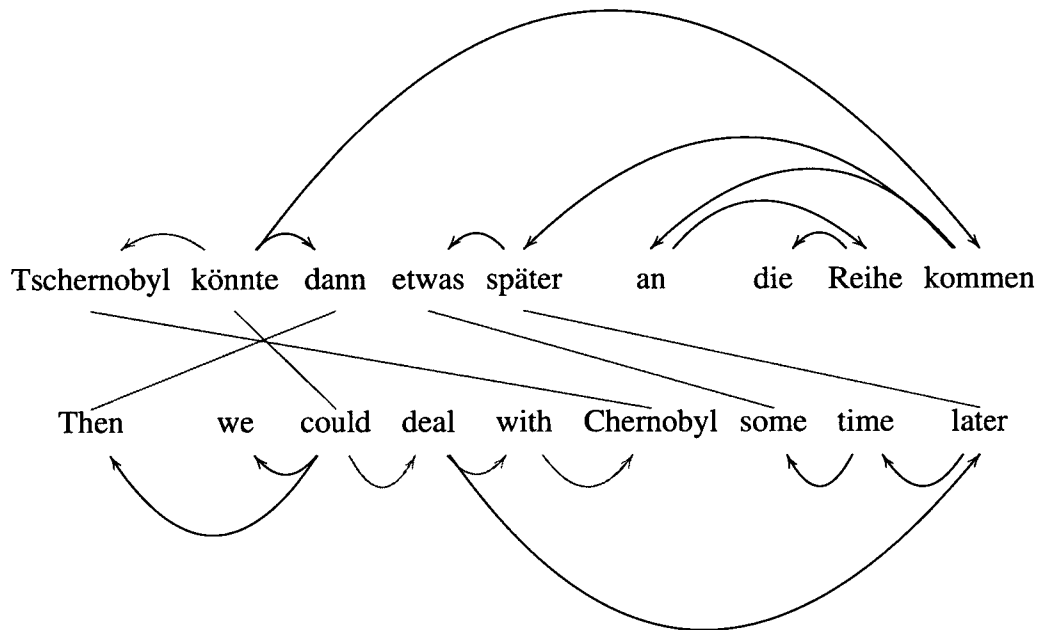 Tschernobyl könnte dann etwas später an die Reihe kommen
Then we could deal with Chernobyl some time later